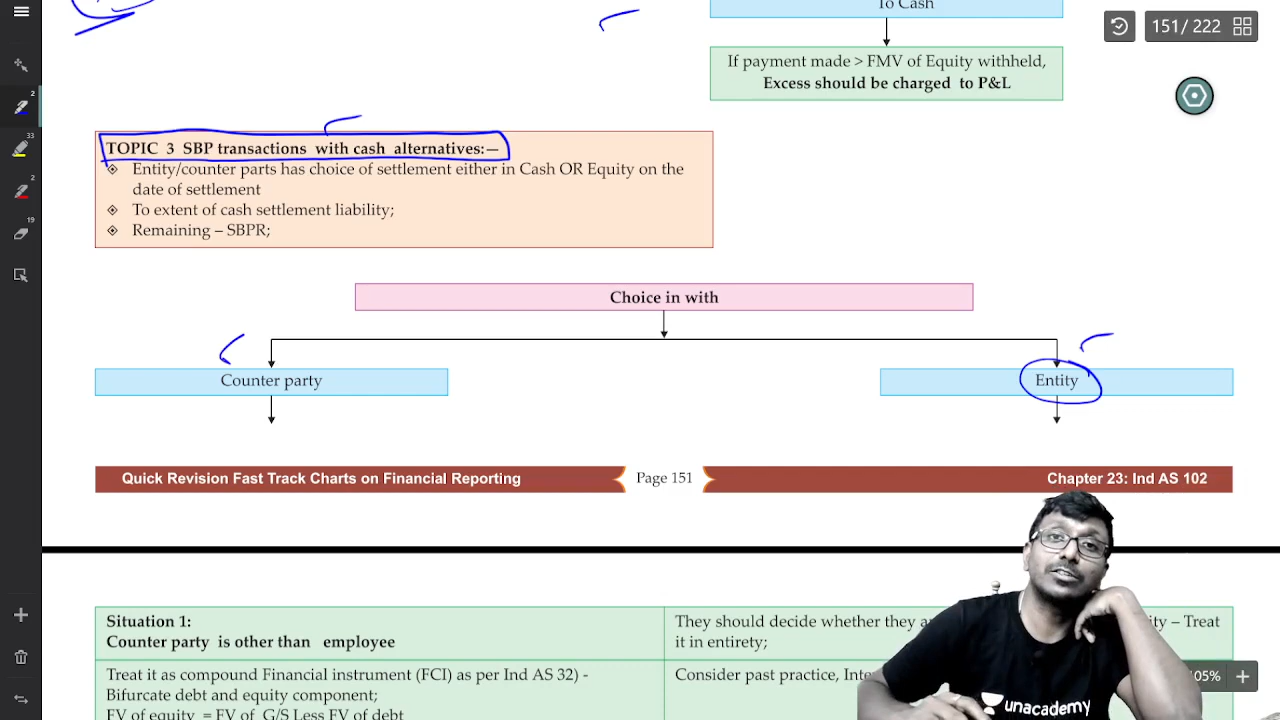 To Cash
151 / 222
If payment made > FMV of Equity withheld,
Excess should be charged to P&L
2
33
2
19
TOPIC 3 SBP transactions with cash alternatives:—
Entity/counter parts has choice of settlement either in Cash OR Equity on the
date of settlement
To extent of cash settlement liability;
Remaining – SBPR;
Choice in with
Counter party
Entity
Quick Revision Fast Track Charts on Financial Reporting
Page 151
Chapter 23: Ind AS 102
Situation 1:
Counter party is other than employee
They should decide whether they
– Treat
it in entirety;
Treat it as compound Financial instrument (FCI) as per Ind AS 32) -
Bifurcate debt and equity component;
FV of equity = FV of G/S Less FV of debt
Consider past practice,
unacademy